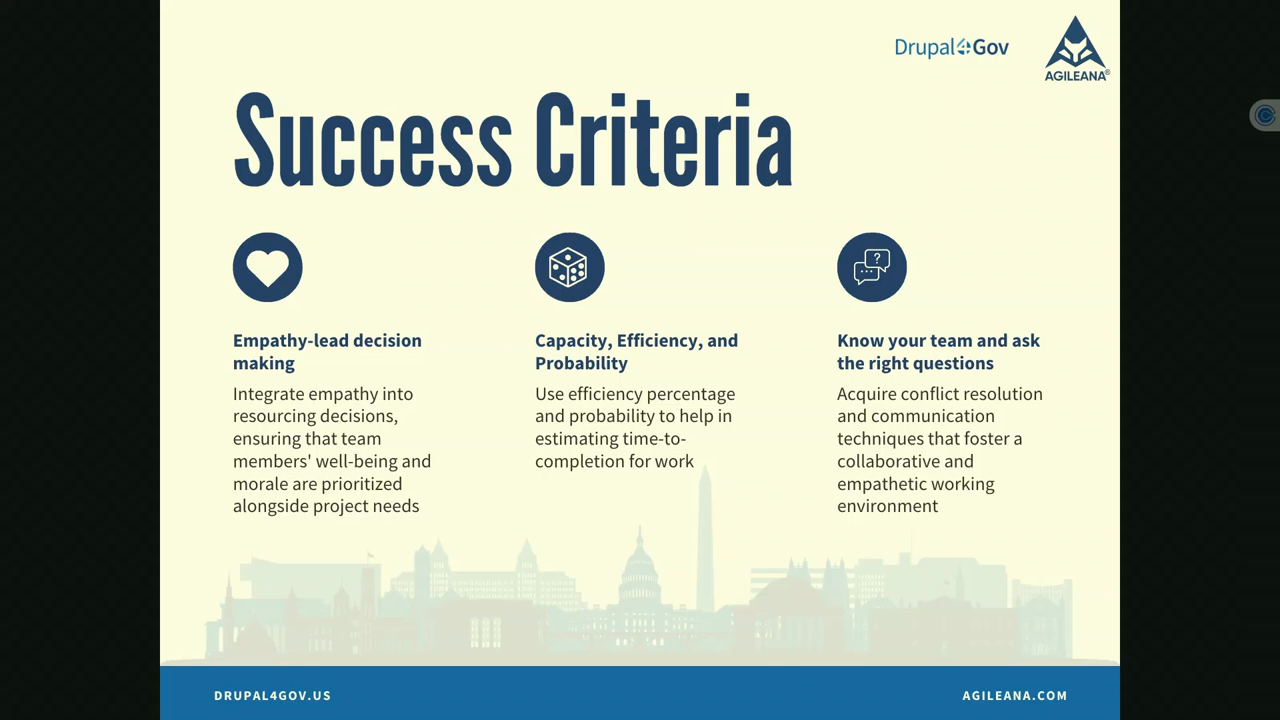 Drupal4Gov
AGILEANA®
Success Criteria
Empathy-lead decision
making
Integrate empathy into
resourcing decisions,
ensuring that team
members' well-being and
morale are prioritized
alongside project needs
Capacity, Efficiency, and
Probability
Use efficiency percentage
and probability to help in
estimating time-to-
completion for work
Know your team and ask
the right questions
Acquire conflict resolution
and communication
techniques that foster a
collaborative and
empathetic working
environment
DRUPAL4GOV.US
AGILEANA.COM